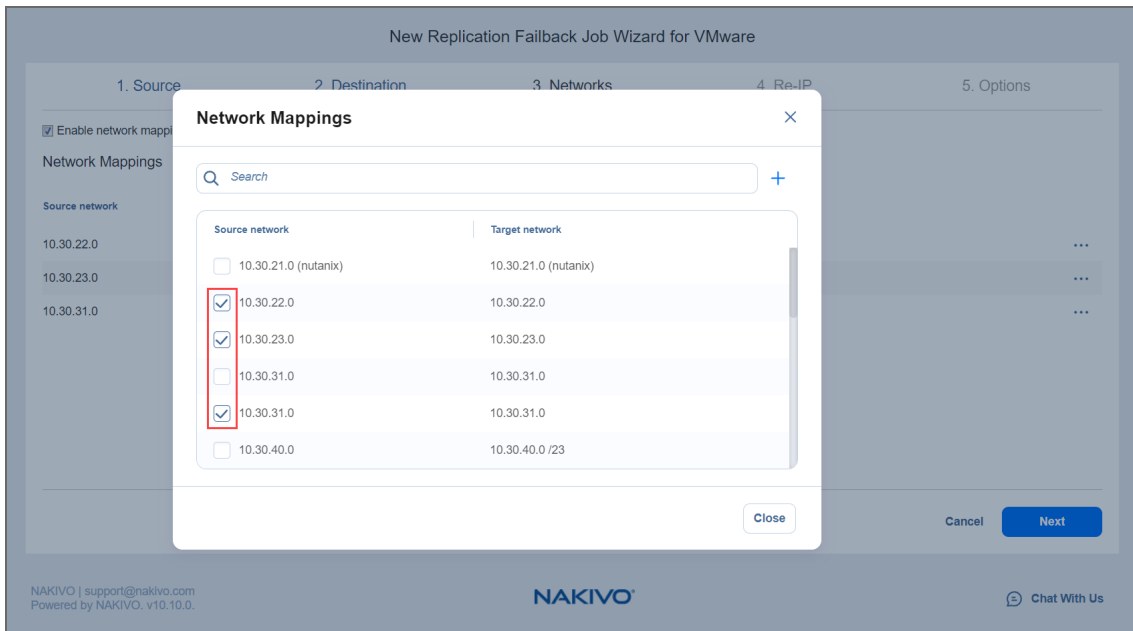 New Replication Failback Job Wizard for VMware
1. Source 2. Destination 3. Networks 4. Re-IP 5. Options
Enable network mappi
Network Mappings
Source network
10.30.22.0 ...
10.30.23.0 ...
10.30.31.0 ...
Network Mappings
Search
Source network Target network
10.30.21.0 (nutanix) 10.30.21.0 (nutanix)
10.30.22.0 10.30.22.0
10.30.23.0 10.30.23.0
10.30.31.0 10.30.31.0
10.30.31.0 10.30.31.0
10.30.40.0 10.30.40.0 /23
Close
Cancel Next
NAKIVO | support@nakivo.com
Powered by NAKIVO. v10.10.0.
NAKIVO®
Chat With Us